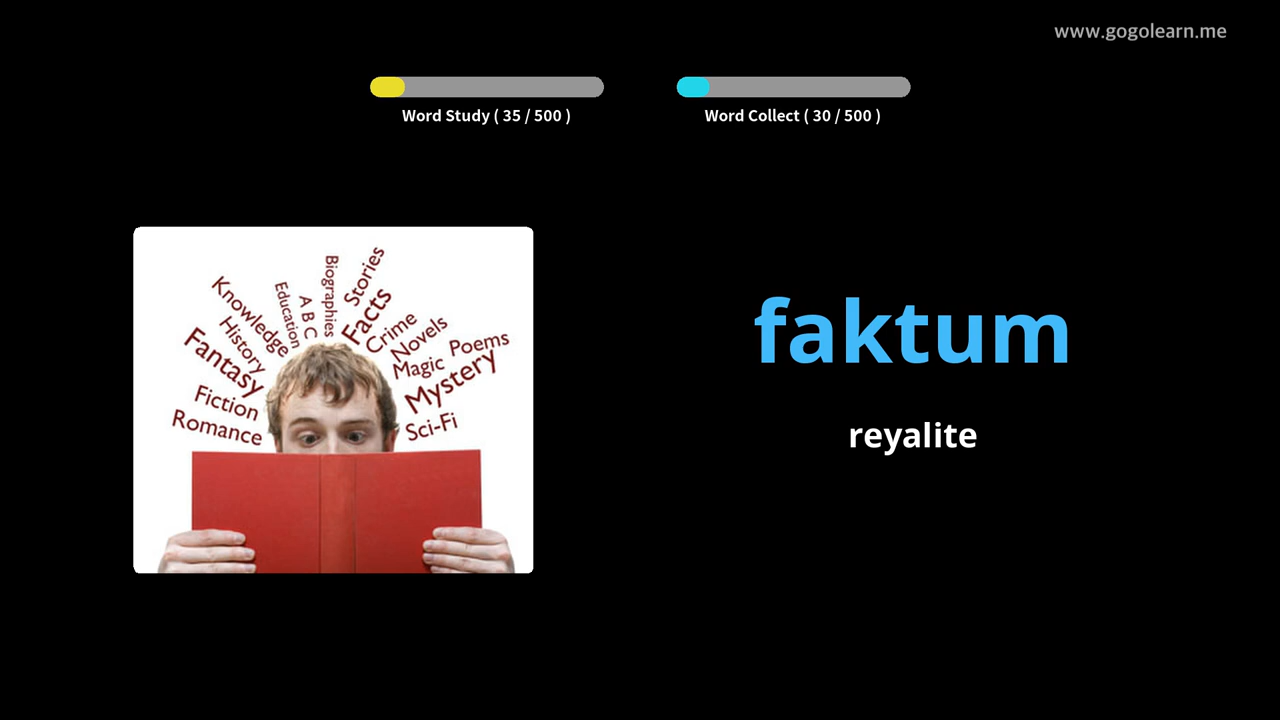 www.gogolearn.me
Word Study ( 35 / 500 )
Word Collect ( 30 / 500 )
Biographies
Stories
Education
A B C
Facts
Knowledge
Crime
History
Novels
Fantasy
Magic
Poems
Mystery
Fiction
Romance
Sci-Fi
faktum
reyalite